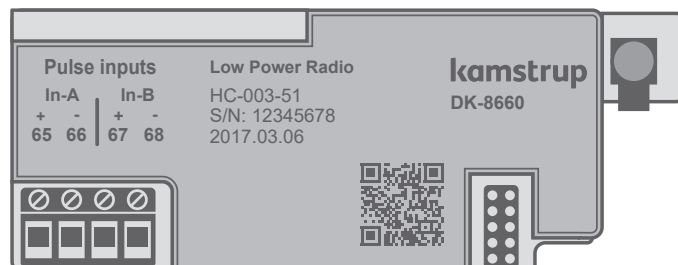 Pulse inputs
In-A In-B
+ - + -
65 66 67 68
Low Power Radio
HC-003-51
S/N: 12345678
2017.03.06
kamstrup
DK-8660